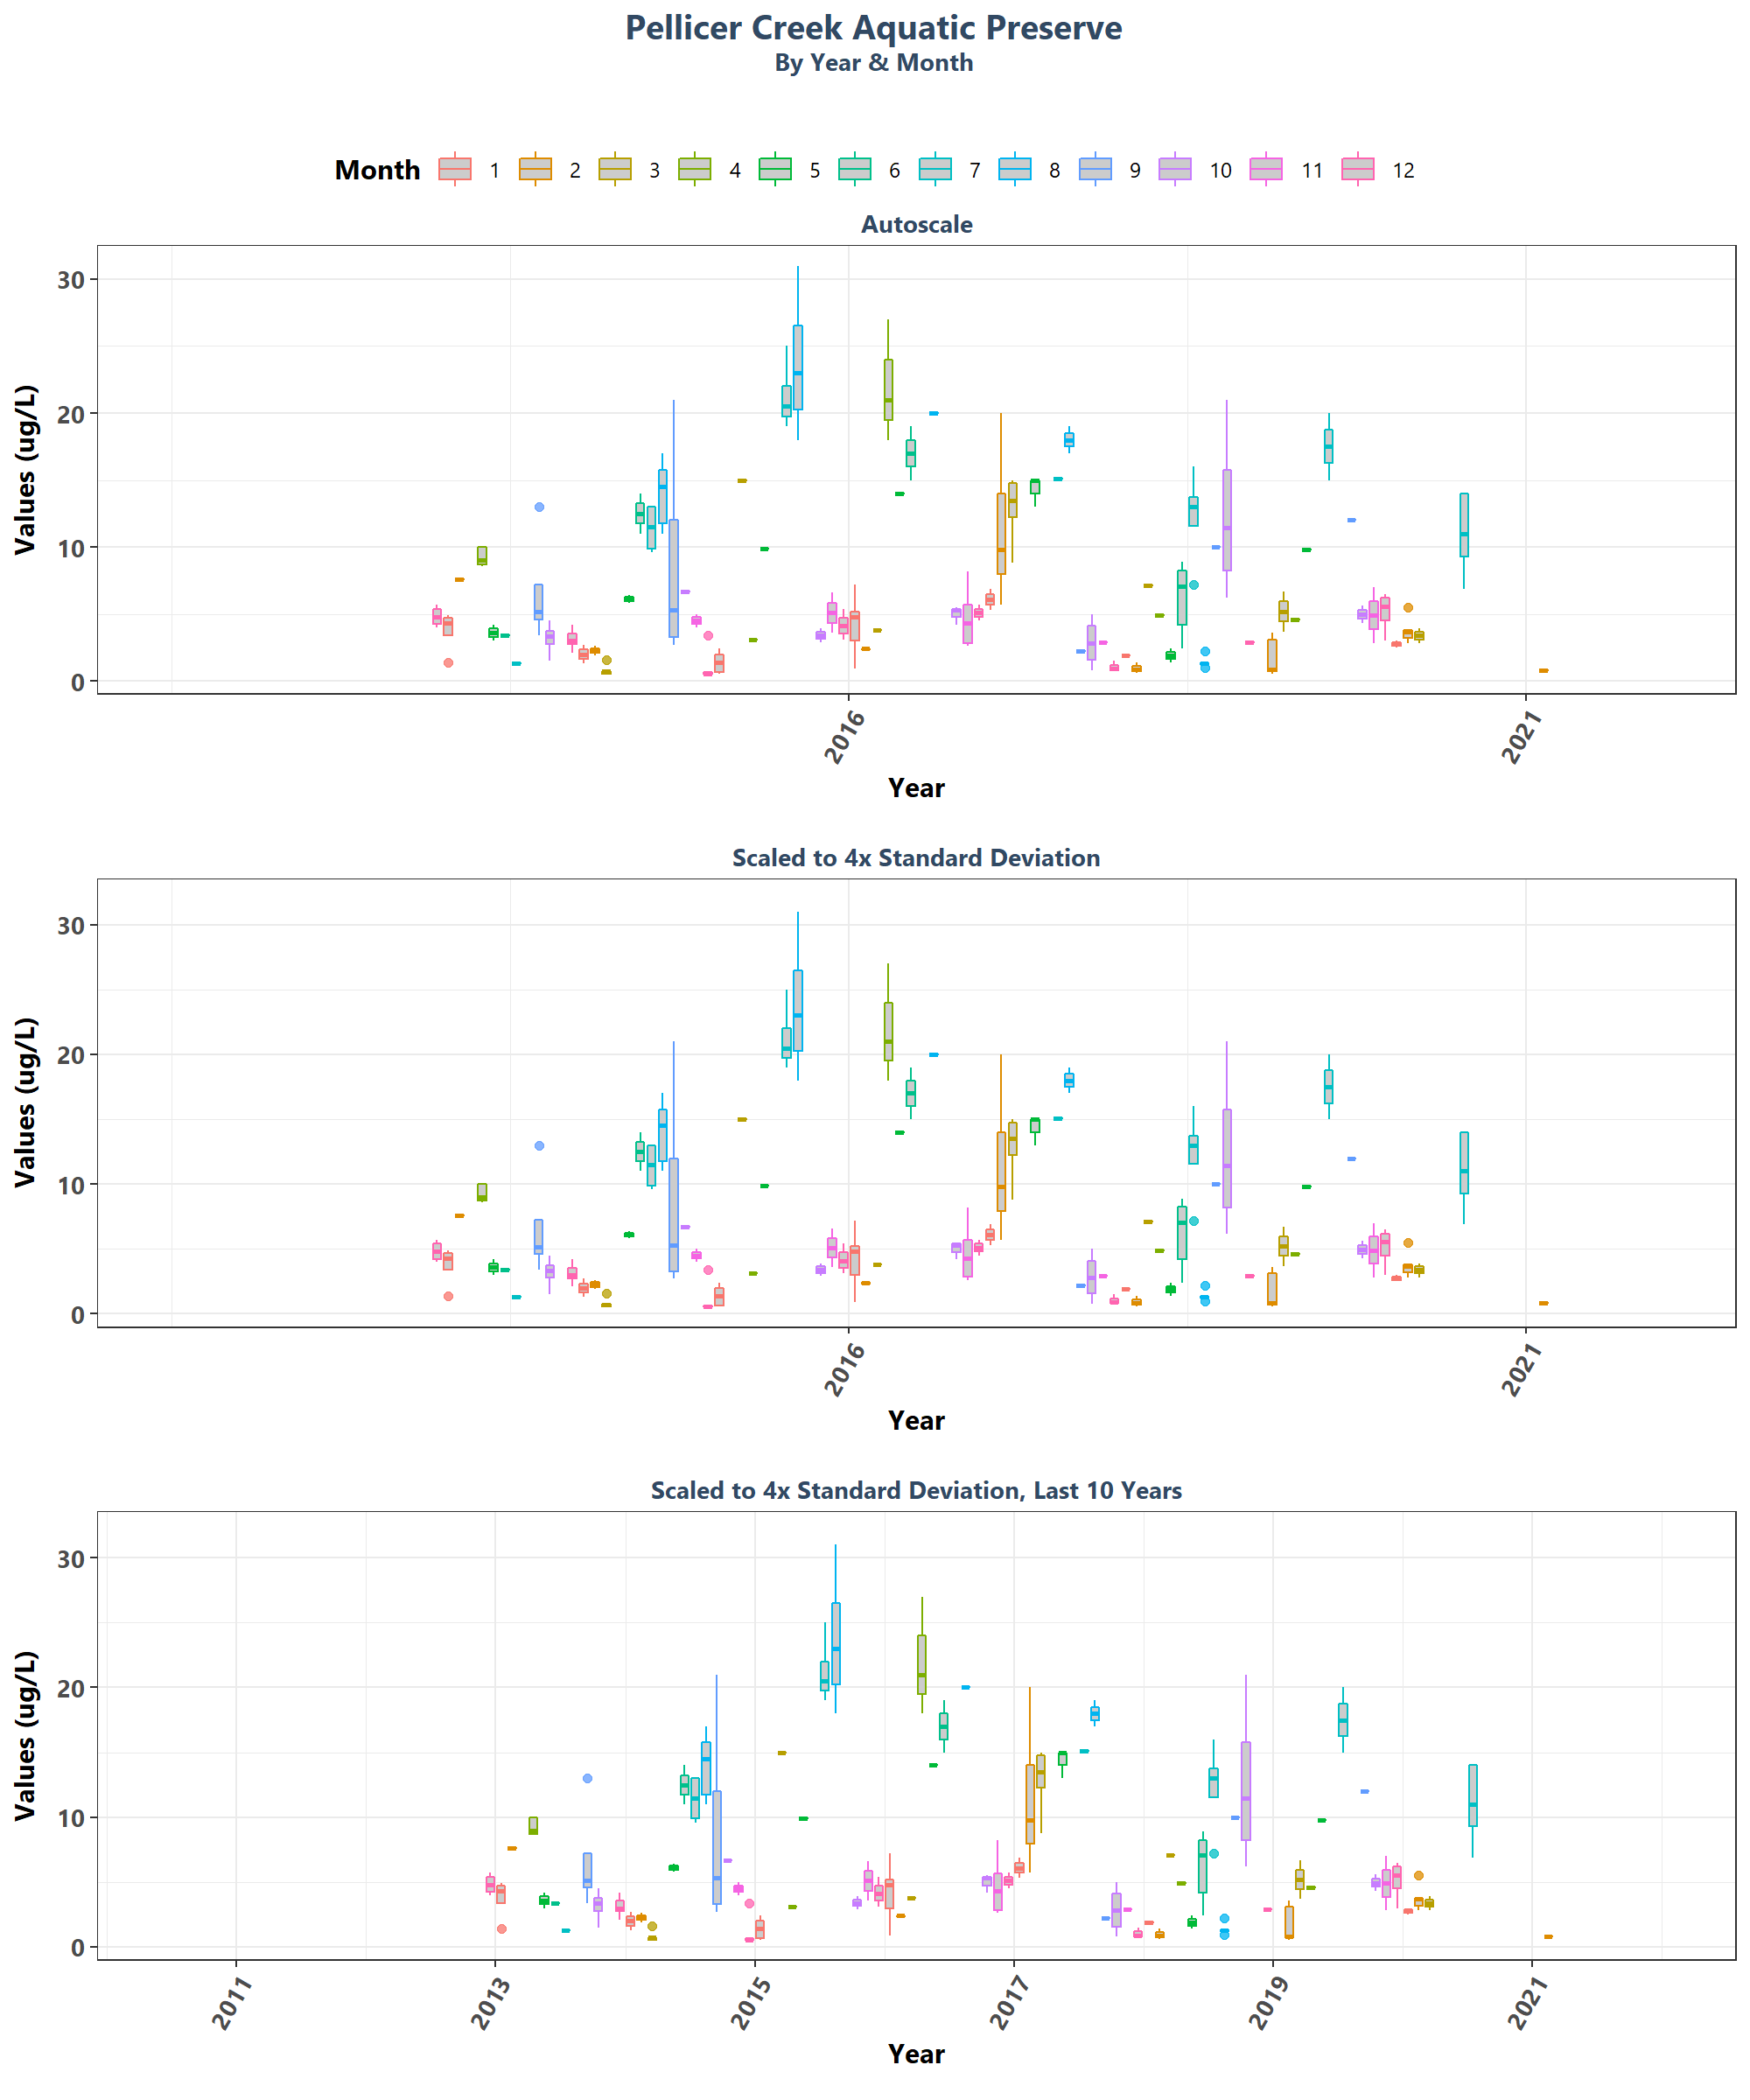 Pellicer Creek Aquatic Preserve
By Year & Month
Month 1 2 3 4 5 6 7 8 9 10 11 12
Autoscale
Values (ug/L)
30
20
10
0
2016 2021
Year
Scaled to 4x Standard Deviation
Values (ug/L)
30
20
10
0
2016 2021
Year
Scaled to 4x Standard Deviation, Last 10 Years
Values (ug/L)
30
20
10
0
2011 2013 2015 2017 2019 2021
Year